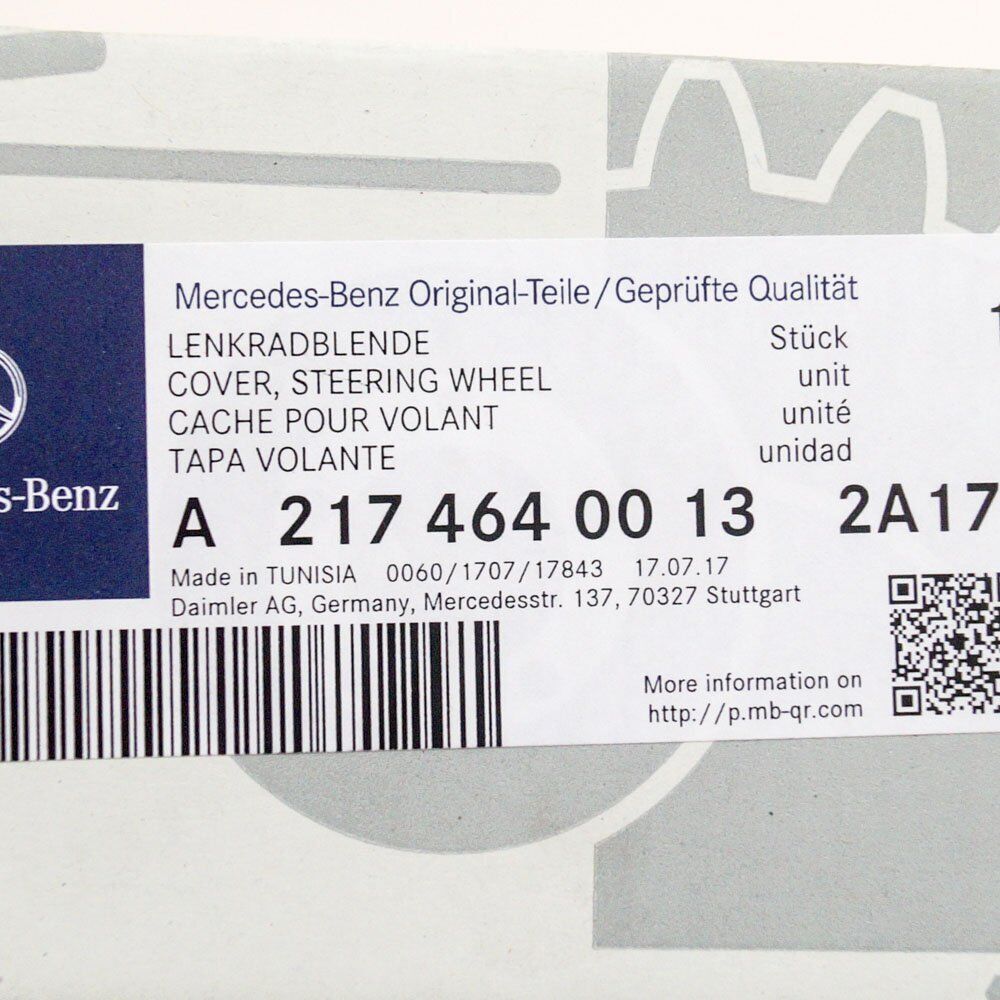 Mercedes-Benz Original-Teile/Geprüfte Qualität
LENKRADBLENDE Stück
COVER, STEERING WHEEL unit
CACHE POUR VOLANT unité
TAPA VOLANTE unidad
s-Benz
A 217 464 00 13 2A17
Made in TUNISIA 0060/1707/17843 17.07.17
Daimler AG, Germany, Mercedesstr. 137, 70327 Stuttgart
More information on
http://p.mb-qr.com